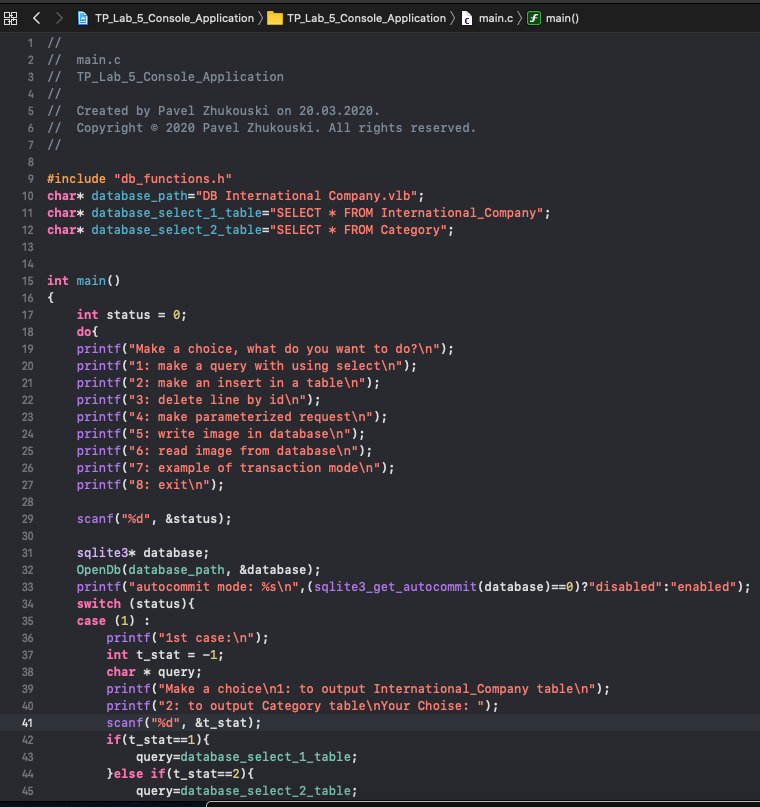 TP_Lab_5_Console_Application 〉 TP_Lab_5_Console_Application 〉 main.c 〉 main()
1 //
2 //  main.c
3 //  TP_Lab_5_Console_Application
4 //
5 //  Created by Pavel Zhukouski on 20.03.2020.
6 //  Copyright © 2020 Pavel Zhukouski. All rights reserved.
7 //
8
9 #include "db_functions.h"
10 char* database_path="DB International Company.vlb";
11 char* database_select_1_table="SELECT * FROM International_Company";
12 char* database_select_2_table="SELECT * FROM Category";
13
14
15 int main()
16 {
17     int status = 0;
18     do{
19     printf("Make a choice, what do you want to do?\n");
20     printf("1: make a query with using select\n");
21     printf("2: make an insert in a table\n");
22     printf("3: delete line by id\n");
23     printf("4: make parameterized request\n");
24     printf("5: write image in database\n");
25     printf("6: read image from database\n");
26     printf("7: example of transaction mode\n");
27     printf("8: exit\n");
28
29     scanf("%d", &status);
30
31     sqlite3* database;
32     OpenDb(database_path, &database);
33     printf("autocommit mode: %s\n",(sqlite3_get_autocommit(database)==0)?"disabled":"enabled");
34     switch (status){
35     case (1) :
36         printf("1st case:\n");
37         int t_stat = -1;
38         char * query;
39         printf("Make a choice\n1: to output International_Company table\n");
40         printf("2: to output Category table\nYour Choise: ");
41         scanf("%d", &t_stat);
42         if(t_stat==1){
43             query=database_select_1_table;
44         }else if(t_stat==2){
45             query=database_select_2_table;